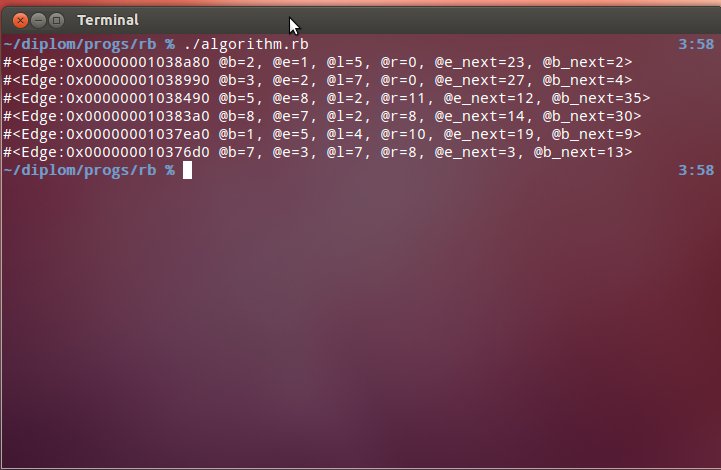 Terminal
~/diplom/progs/rb % ./algorithm.rb 3:58
#<Edge:0x00000001038a80 @b=2, @e=1, @l=5, @r=0, @e_next=23, @b_next=2>
#<Edge:0x00000001038990 @b=3, @e=2, @l=7, @r=0, @e_next=27, @b_next=4>
#<Edge:0x00000001038490 @b=5, @e=8, @l=2, @r=11, @e_next=12, @b_next=35>
#<Edge:0x000000010383a0 @b=8, @e=7, @l=2, @r=8, @e_next=14, @b_next=30>
#<Edge:0x00000001037ea0 @b=1, @e=5, @l=4, @r=10, @e_next=19, @b_next=9>
#<Edge:0x000000010376d0 @b=7, @e=3, @l=7, @r=8, @e_next=3, @b_next=13>
~/diplom/progs/rb % 3:58